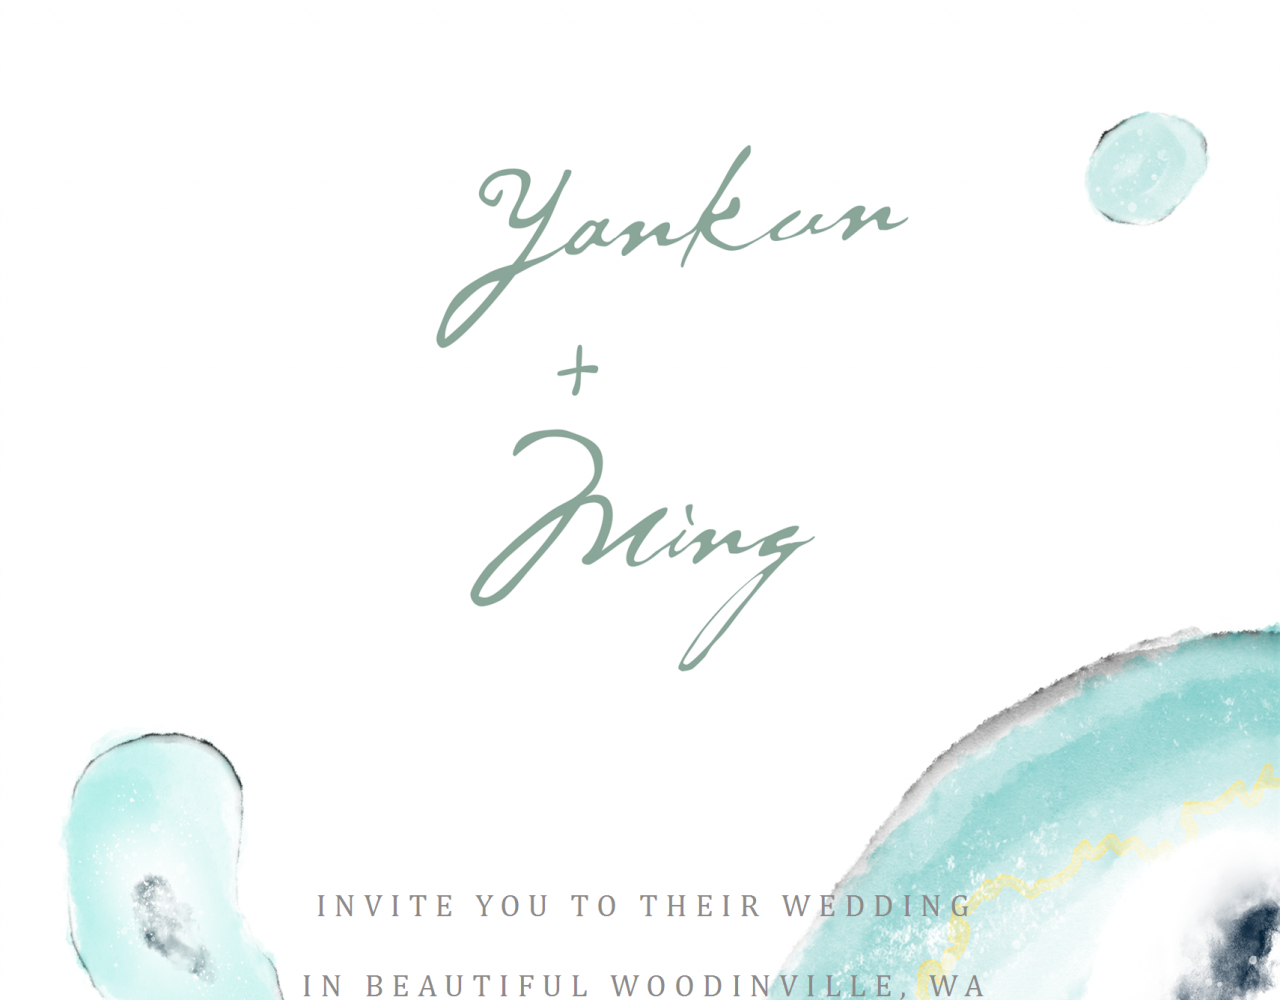 Yankun
+
Ming
INVITE YOU TO THEIR WEDDING
IN BEAUTIFUL WOODINVILLE, WA